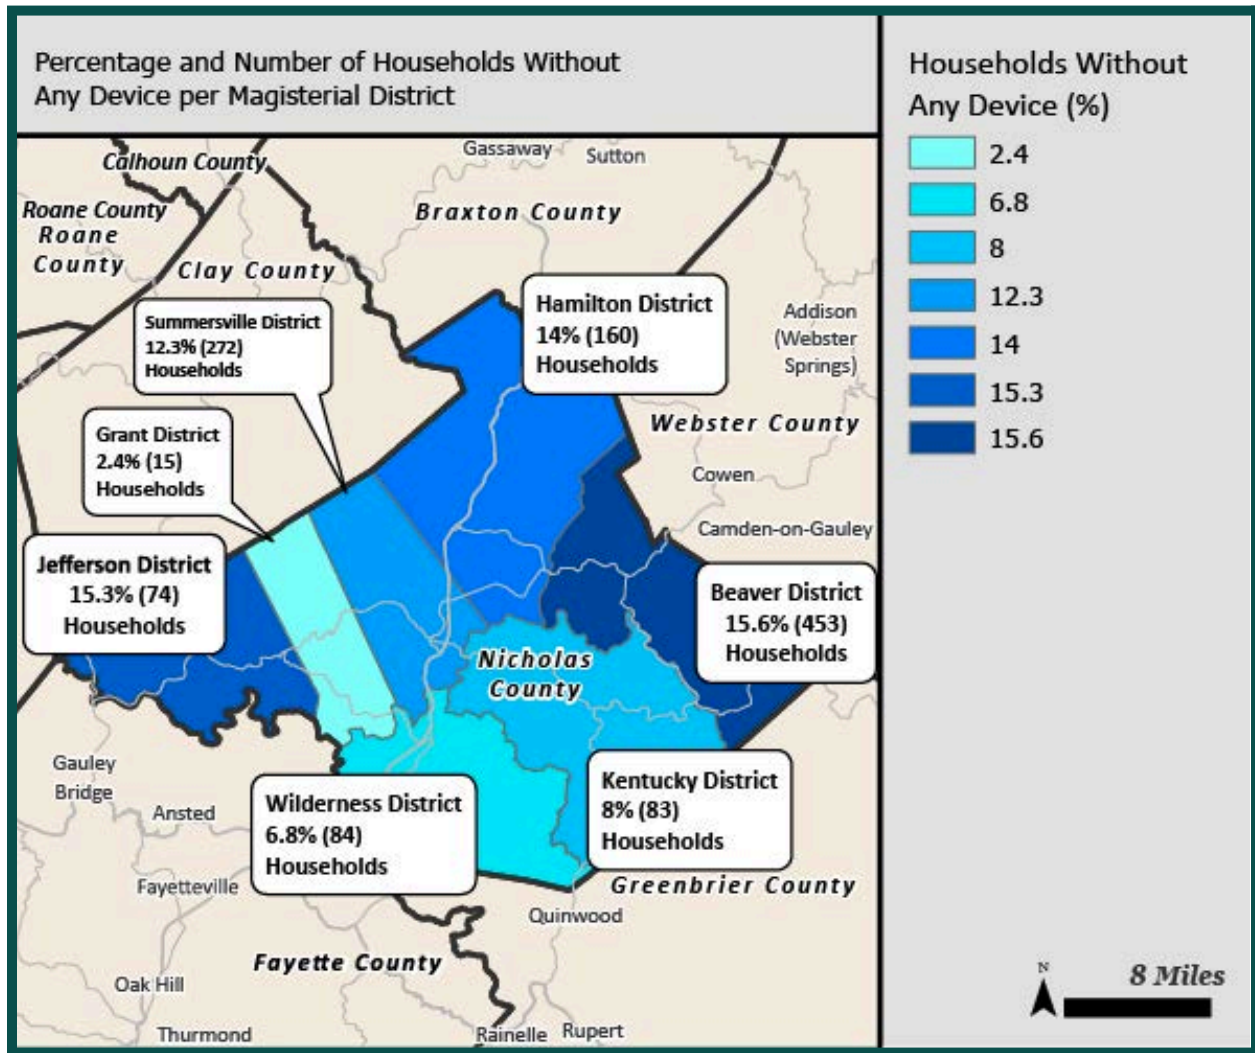 Percentage and Number of Households Without
Any Device per Magisterial District
Households Without
Any Device (%)
2.4
6.8
8
12.3
14
15.3
15.6
Calhoun County
Gassaway
Sutton
Roane County
Roane
County
Braxton County
Clay County
Summersville District
12.3% (272)
Households
Hamilton District
14% (160)
Households
Addison
(Webster
Springs)
Grant District
2.4% (15)
Households
Webster County
Cowen
Camden-on-Gauley
Jefferson District
15.3% (74)
Households
Beaver District
15.6% (453)
Households
Nicholas
County
Gauley
Bridge
Ansted
Wilderness District
6.8% (84)
Households
Kentucky District
8% (83)
Households
Fayetteville
Greenbrier County
Quinwood
Fayette County
Oak Hill
Thurmond
Rainelle
Rupert
N
8 Miles